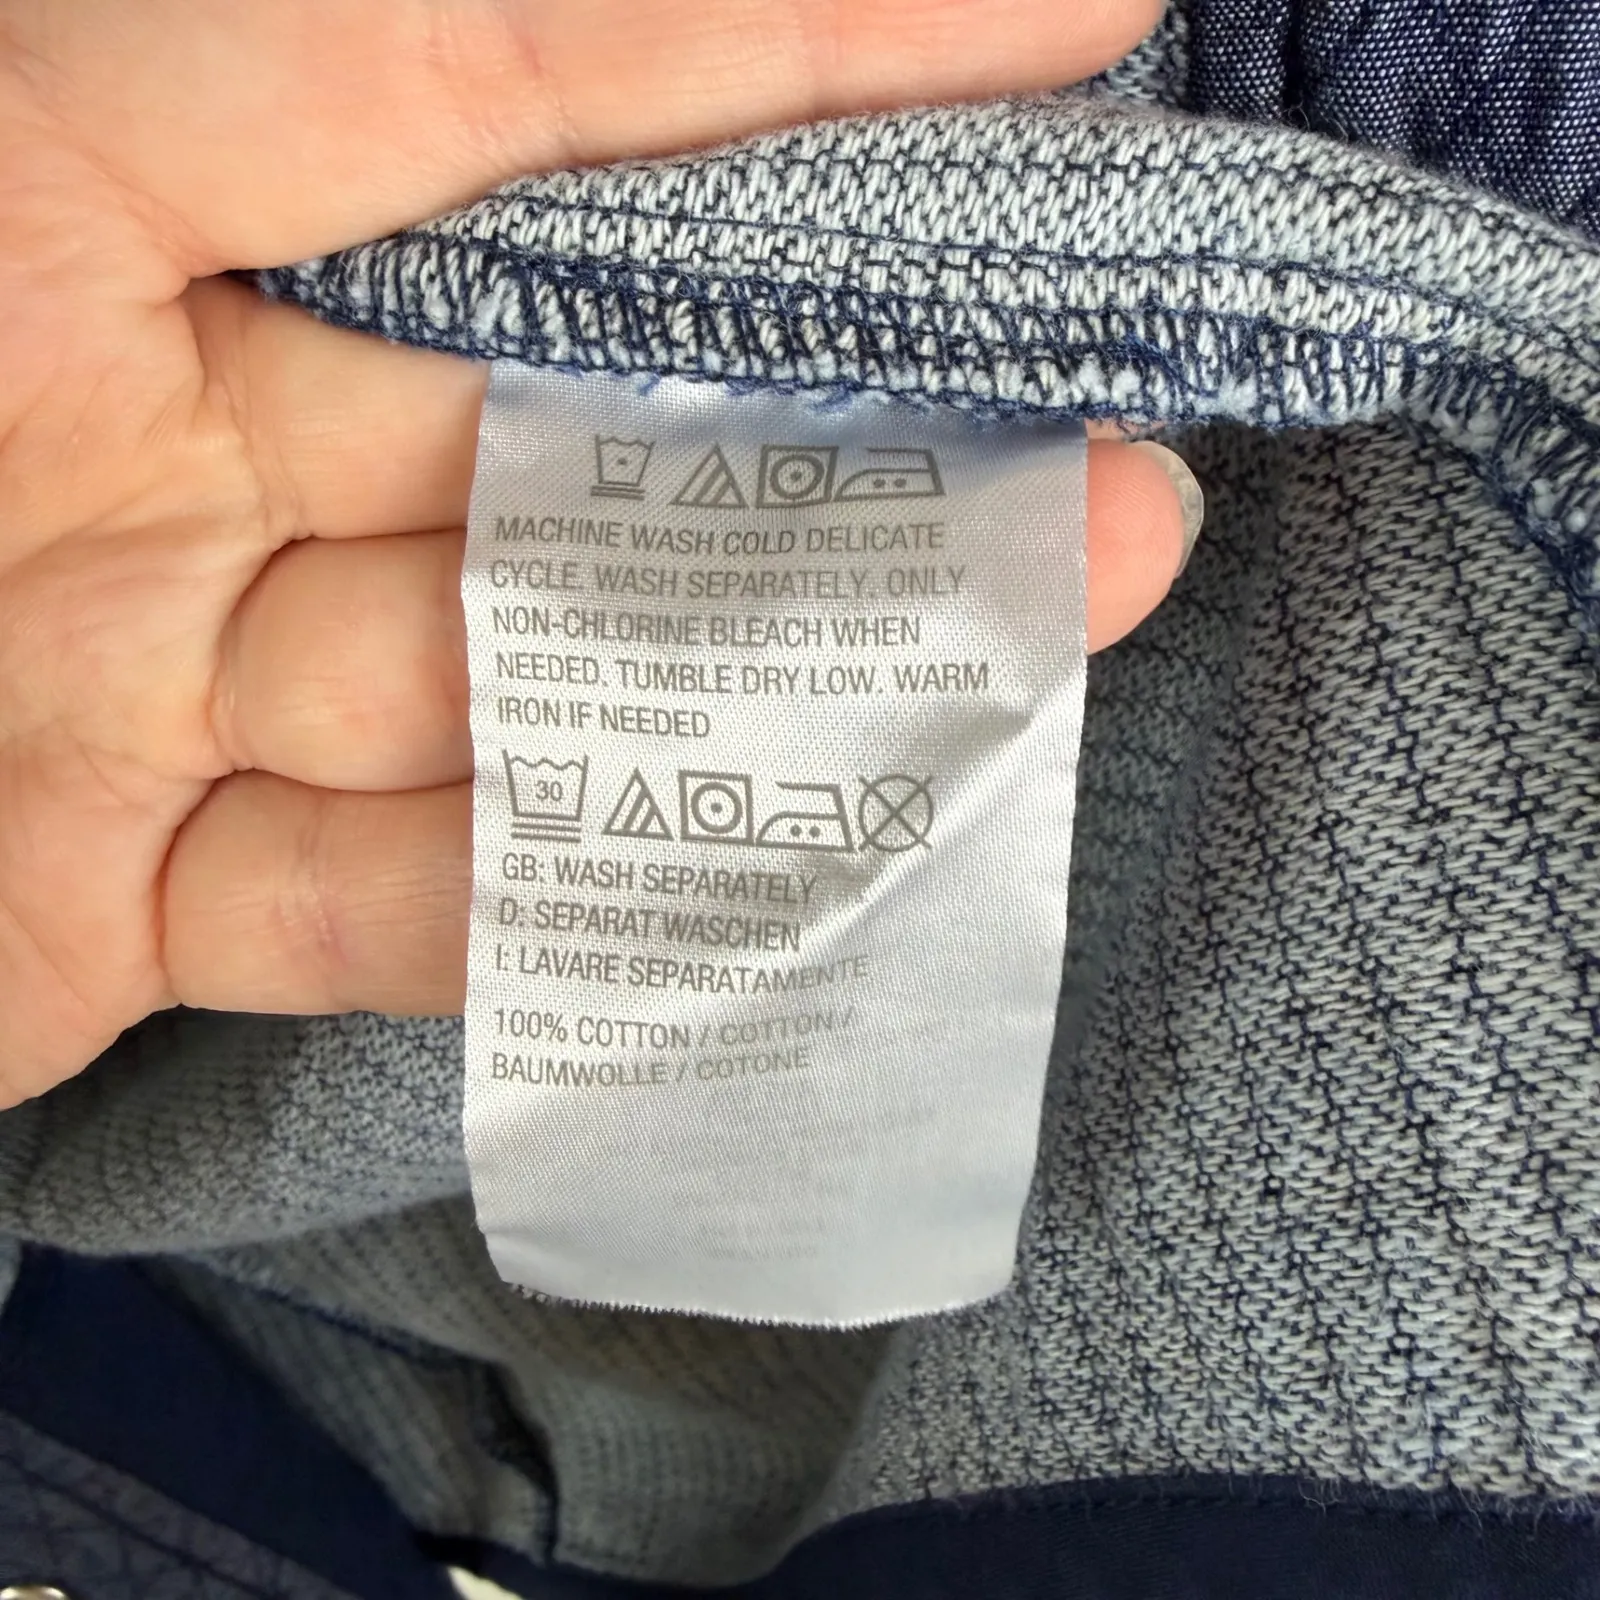 MACHINE WASH COLD DELICATE
CYCLE. WASH SEPARATELY. ONLY
NON-CHLORINE BLEACH WHEN
NEEDED. TUMBLE DRY LOW. WARM
IRON IF NEEDED
30
GB: WASH SEPARATELY
D: SEPARAT WASCHEN
I: LAVARE SEPARATAMENTE
100% COTTON / COTTON /
BAUMWOLLE / COTONE